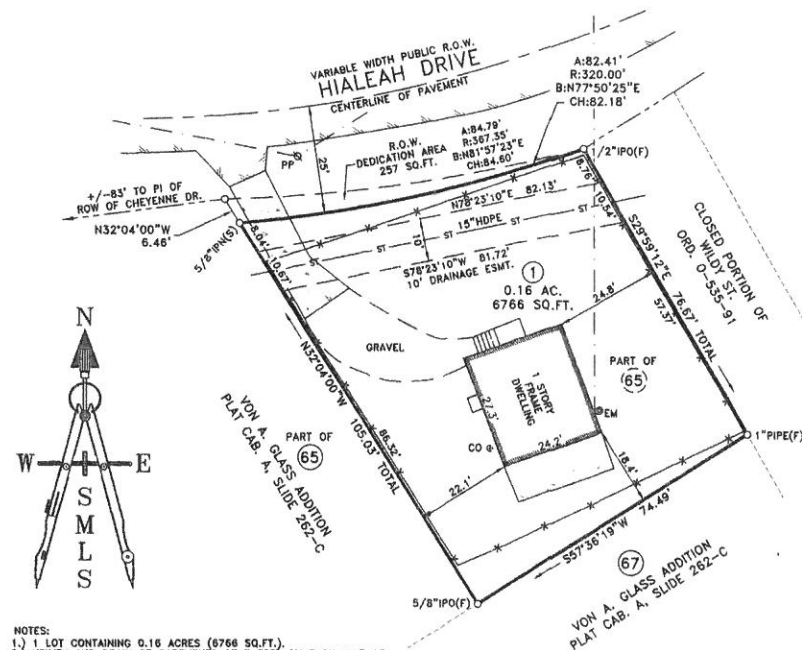 VARIABLE WIDTH PUBLIC R.O.W.
HIALEAH DRIVE
CENTERLINE OF PAVEMENT
A:82.41'
R:320.00'
B:N77°50'25"E
CH:82.18'
R.O.W.
DEDICATION AREA
257 SQ.FT.
A:84.79'
R:367.35'
B:N81°57'23"E
CH:84.60'
1/2"IPO(F)
PP
25'
+/-83' TO PI OF
ROW OF CHEYENNE DR.
N32°04'00"W
6.46'
5/8"IPN(S)
8.04'
10.67'
8.76'
10.54'
N78°23'10"E 82.13'
15"HDPE
ST
ST
ST
ST
10'
S78°23'10"W 81.72'
10' DRAINAGE ESMT.
1
0.16 AC.
6766 SQ.FT.
S29°59'12"E 76.67' TOTAL
57.37'
CLOSED PORTION OF
WILDY ST.
ORD. 0-535-91
24.8'
GRAVEL
PART OF
65
1 STORY
FRAME
DWELLING
27.3'
24.2'
EM
CO
22.1'
18.4'
N32°04'00"W 105.03' TOTAL
86.32'
PART OF
65
VON A. GLASS ADDITION
PLAT CAB. A, SLIDE 262-C
1"PIPE(F)
S57°36'19"W 74.49'
67
VON A. GLASS ADDITION
PLAT CAB. A, SLIDE 262-C
5/8"IPO(F)
N
W E
S
M
L
S
NOTES:
1.) 1 LOT CONTAINING 0.16 ACRES (6766 SQ.FT.).